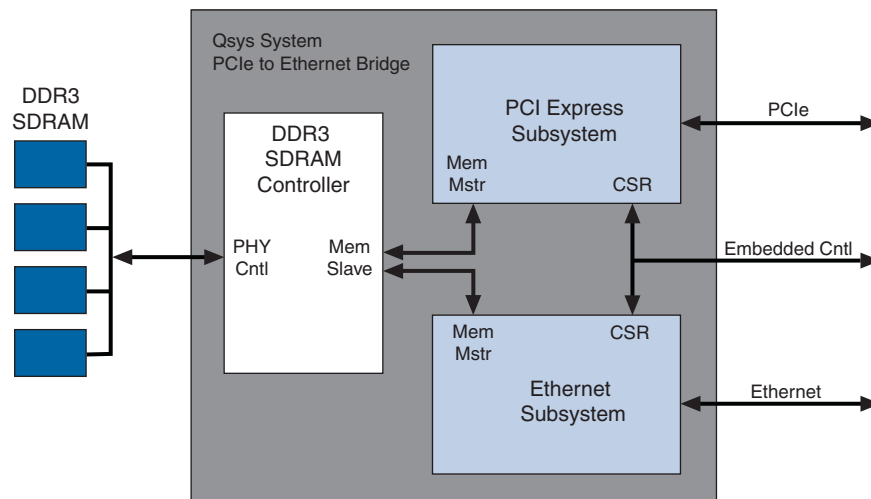 Qsys System
PCIe to Ethernet Bridge
DDR3
SDRAM
DDR3
SDRAM
Controller
PHY
Cntl
Mem
Slave
PCI Express
Subsystem
Mem
Mstr
CSR
PCIe
Embedded Cntl
Mem
Mstr
CSR
Ethernet
Subsystem
Ethernet